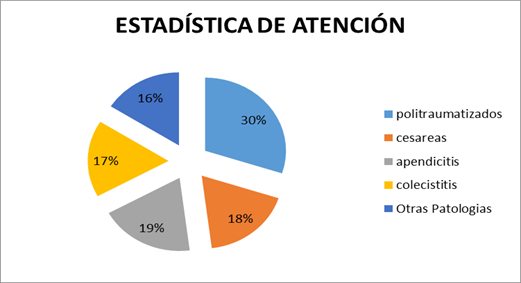 ESTADÍSTICA DE ATENCIÓN
16%
30%
17%
19%
18%
politraumatizados
cesareas
apendicitis
colecistitis
Otras Patologias